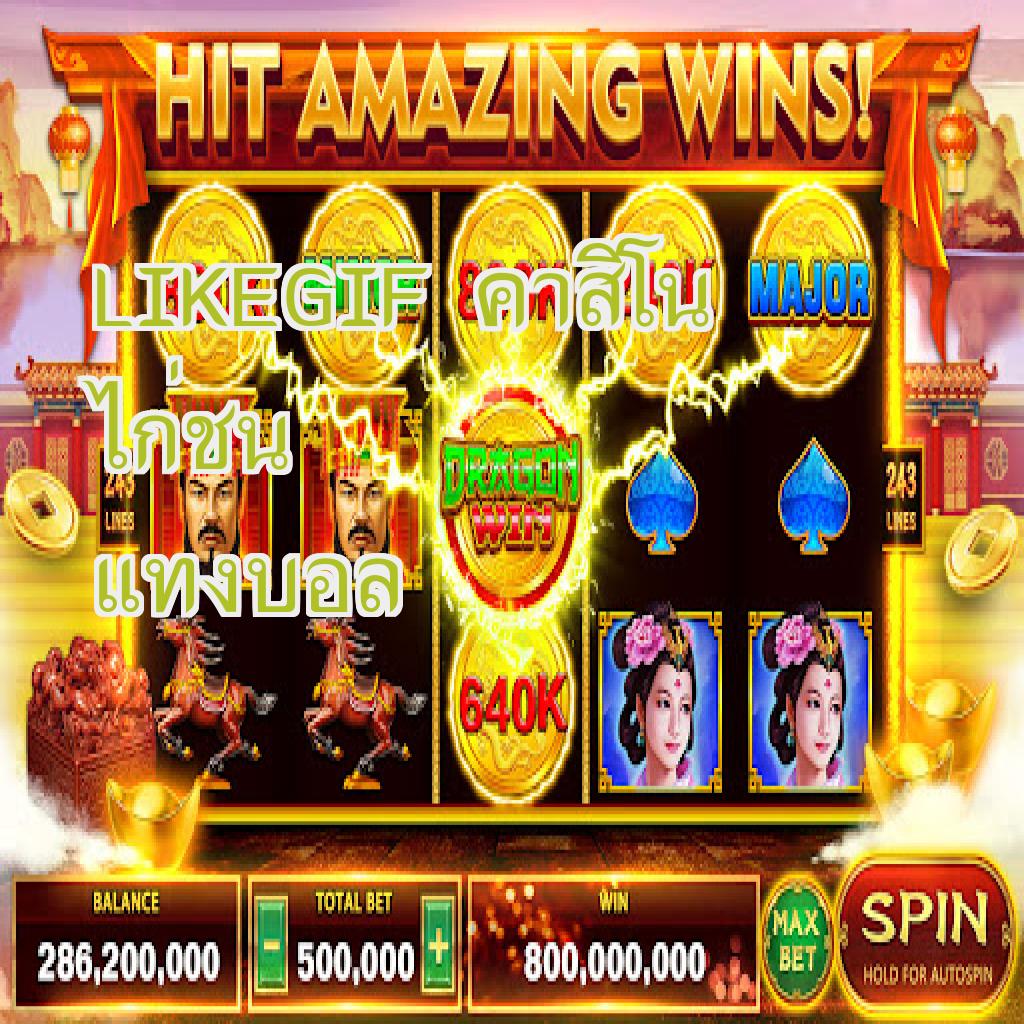 HIT AMAZING WINS!
LIKEGIF คาสิโน
MAJOR
ไก่ชน
DRAGON
WIN
243
LINES
243
LINES
แทงบอล
640K
BALANCE
TOTAL BET
WIN
286,200,000
- 500,000 +
800,000,000
MAX
BET
SPIN
HOLD FOR AUTOSPIN